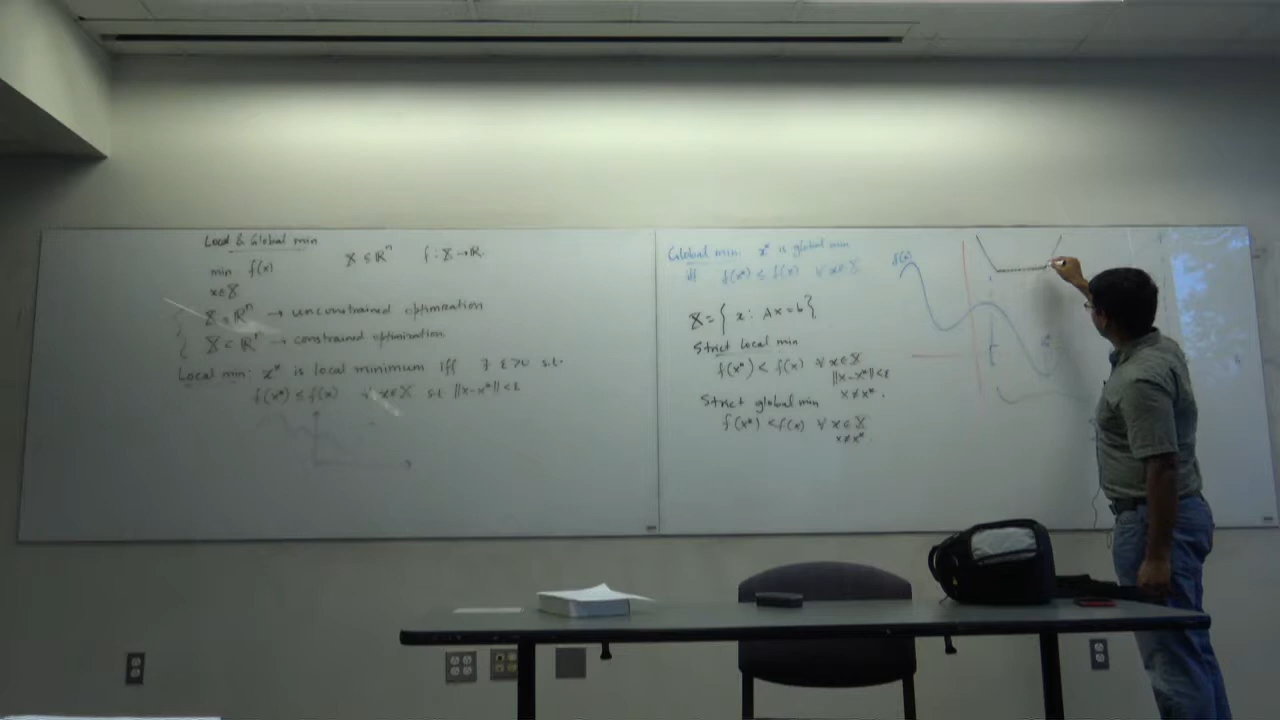 Local & Global min
min f(x) X ⊆ ℝⁿ f: X → ℝ.
x∈X
X = ℝⁿ → unconstrained optimization
X ⊂ ℝⁿ → constrained optimization.
Local min: x* is local minimum iff ∃ ε>0 s.t.
f(x*) ≤ f(x) ∀ x∈X s.t ||x-x*|| < ε
Global min: x* is global min
iff f(x*) ≤ f(x) ∀ x∈X
X = { x : Ax = b }
Strict Local min
f(x*) < f(x) ∀ x∈X
||x-x*|| < ε
x≠x*.
Strict global min
f(x*) < f(x) ∀ x∈X
x≠x*.
f(x)